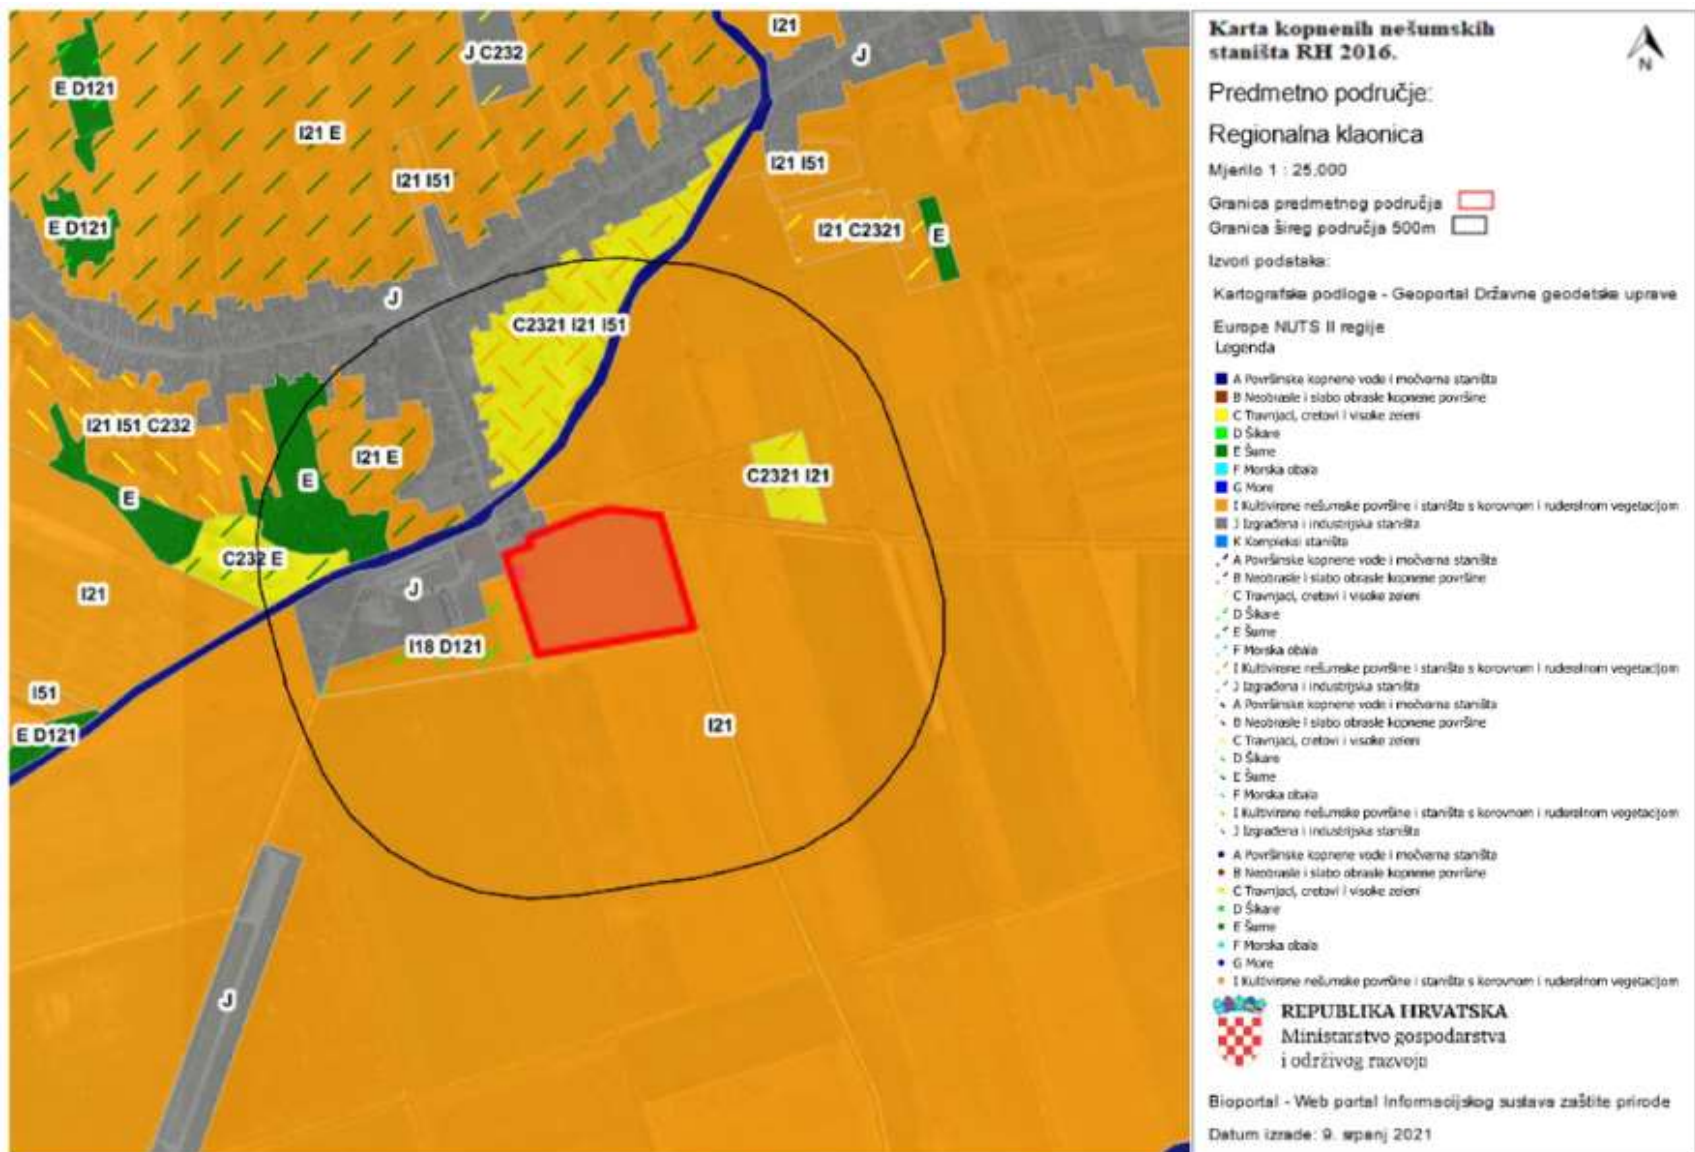 I21
J C232
J
E D121
I21 E
I21 I51
I21 I51
E D121
I21 C2321
E
J
C2321 I21 I51
I21 I51 C232
I21 E
E
C2321 I21
E
C232 E
I21
J
I18 D121
I51
E D121
I21
J
Karta kopnenih nešumskih
staništa RH 2016.
N
Predmetno područje:
Regionalna klaonica
Mjerilo 1 : 25,000
Granica predmetnog područja
Granica šireg područja 500m
Izvori podataka:
Kartografske podloge - Geoportal Državne geodetske uprave
Europe NUTS II regije
Legenda
A Površinske kopnene vode i močvarna staništa
B Neobrasle i slabo obrasle kopnene površine
C Travnjaci, cretovi i visoke zeleni
D Šikare
E Šume
F Morska obala
G More
I Kultivirane nešumske površine i staništa s korovnom i ruderalnom vegetacijom
J Izgrađena i industrijska staništa
K Kompleksi staništa
A Površinske kopnene vode i močvarna staništa
B Neobrasle i slabo obrasle kopnene površine
C Travnjaci, cretovi i visoke zeleni
D Šikare
E Šume
F Morska obala
I Kultivirane nešumske površine i staništa s korovnom i ruderalnom vegetacijom
J Izgrađena i industrijska staništa
A Površinske kopnene vode i močvarna staništa
B Neobrasle i slabo obrasle kopnene površine
C Travnjaci, cretovi i visoke zeleni
D Šikare
E Šume
F Morska obala
I Kultivirane nešumske površine i staništa s korovnom i ruderalnom vegetacijom
J Izgrađena i industrijska staništa
A Površinske kopnene vode i močvarna staništa
B Neobrasle i slabo obrasle kopnene površine
C Travnjaci, cretovi i visoke zeleni
D Šikare
E Šume
F Morska obala
G More
I Kultivirane nešumske površine i staništa s korovnom i ruderalnom vegetacijom
REPUBLIKA HRVATSKA
Ministarstvo gospodarstva
i održivog razvoja
Bioportal - Web portal Informacijskog sustava zaštite prirode
Datum izrade: 9. srpanj 2021